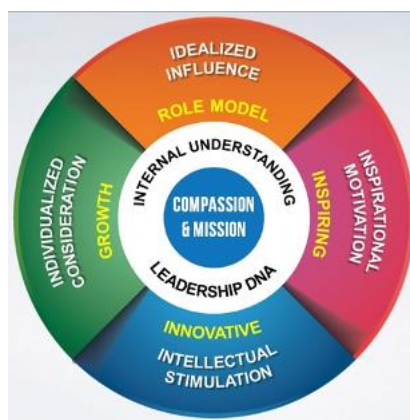 IDEALIZED
INFLUENCE
ROLE MODEL
INDIVIDUALIZED
CONSIDERATION
GROWTH
INTERNAL UNDERSTANDING
COMPASSION
& MISSION
LEADERSHIP DNA
INSPIRING
INSPIRATIONAL
MOTIVATION
INNOVATIVE
INTELLECTUAL
STIMULATION